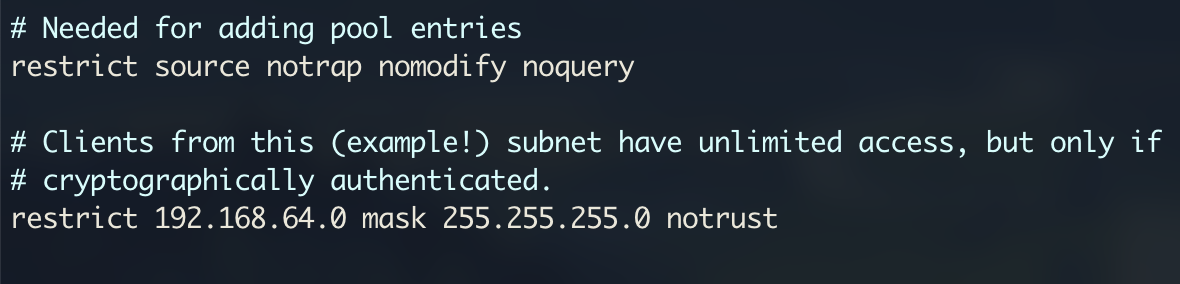 # Needed for adding pool entries
restrict source notrap nomodify noquery
# Clients from this (example!) subnet have unlimited access, but only if
# cryptographically authenticated.
restrict 192.168.64.0 mask 255.255.255.0 notrust